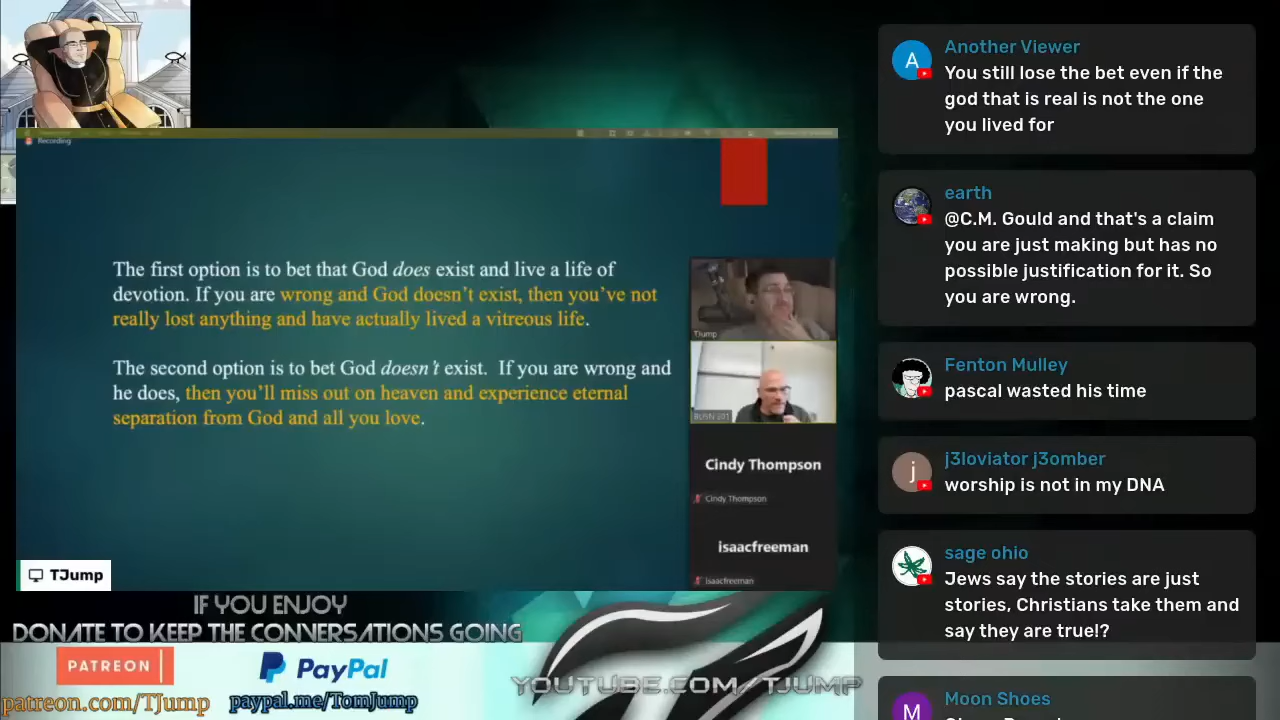 Recording
The first option is to bet that God does exist and live a life of
devotion. If you are wrong and God doesn't exist, then you've not
really lost anything and have actually lived a vitreous life.
The second option is to bet God doesn't exist. If you are wrong and
he does, then you'll miss out on heaven and experience eternal
separation from God and all you love.
TJump
Cindy Thompson
Cindy Thompson
isaacfreeman
isaacfreeman
TJump
IF YOU ENJOY
DONATE TO KEEP THE CONVERSATIONS GOING
PATREON
PayPal
patreon.com/TJump
paypal.me/TomJump
YOUTUBE.COM/TJUMP
A
Another Viewer
You still lose the bet even if the
god that is real is not the one
you lived for
earth
@C.M. Gould and that's a claim
you are just making but has no
possible justification for it. So
you are wrong.
Fenton Mulley
pascal wasted his time
j
j3loviator j3omber
worship is not in my DNA
sage ohio
Jews say the stories are just
stories, Christians take them and
say they are true!?
M
Moon Shoes